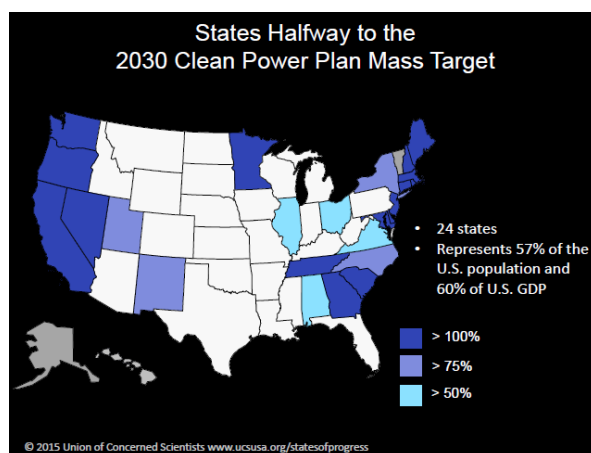 States Halfway to the
2030 Clean Power Plan Mass Target
• 24 states
• Represents 57% of the
U.S. population and
60% of U.S. GDP
> 100%
> 75%
> 50%
© 2015 Union of Concerned Scientists www.ucsusa.org/statesofprogress